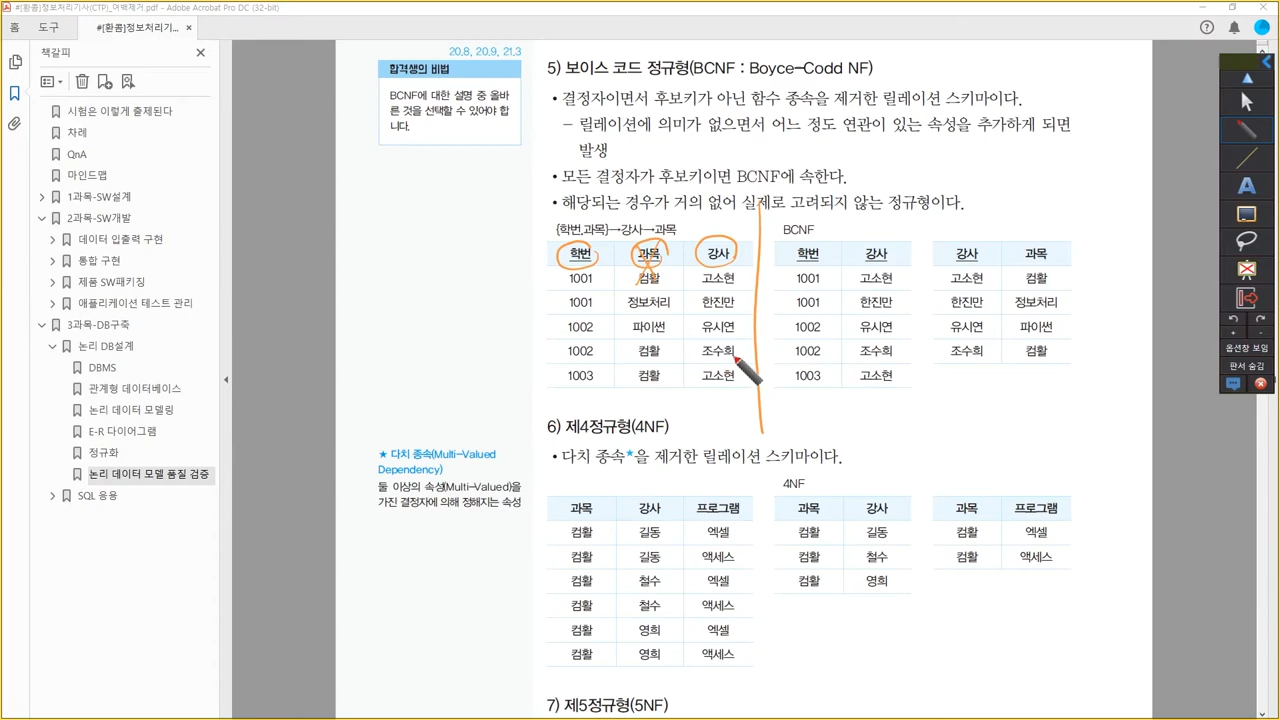 #[환콤]정보처리기사(CTP)_여백제거.pdf - Adobe Acrobat Pro DC (32-bit)
홈 도구 #[환콤]정보처리기... ×
책갈피
시험은 이렇게 출제된다
차례
QnA
마인드맵
1과목-SW설계
2과목-SW개발
데이터 입출력 구현
통합 구현
제품 SW패키징
애플리케이션 테스트 관리
3과목-DB구축
논리 DB설계
DBMS
관계형 데이터베이스
논리 데이터 모델링
E-R 다이어그램
정규화
논리 데이터 모델 품질 검증
SQL 응용
20.8, 20.9, 21.3
합격생의 비법
BCNF에 대한 설명 중 올바
른 것을 선택할 수 있어야 합
니다.
5) 보이스 코드 정규형(BCNF : Boyce-Codd NF)
• 결정자이면서 후보키가 아닌 함수 종속을 제거한 릴레이션 스키마이다.
– 릴레이션에 의미가 없으면서 어느 정도 연관이 있는 속성을 추가하게 되면
발생
• 모든 결정자가 후보키이면 BCNF에 속한다.
• 해당되는 경우가 거의 없어 실제로 고려되지 않는 정규형이다.
{학번,과목}→강사→과목 BCNF
학번 과목 강사 학번 강사 강사 과목
1001 컴활 고소현 1001 고소현 고소현 컴활
1001 정보처리 한진만 1001 한진만 한진만 정보처리
1002 파이썬 유시연 1002 유시연 유시연 파이썬
1002 컴활 조수희 1002 조수희 조수희 컴활
1003 컴활 고소현 1003 고소현
6) 제4정규형(4NF)
★ 다치 종속(Multi-Valued
Dependency)
둘 이상의 속성(Multi-Valued)을
가진 결정자에 의해 정해지는 속성
• 다치 종속★을 제거한 릴레이션 스키마이다.
4NF
과목 강사 프로그램 과목 강사 과목 프로그램
컴활 길동 엑셀 컴활 길동 컴활 엑셀
컴활 길동 액세스 컴활 철수 컴활 액세스
컴활 철수 엑셀 컴활 영희
컴활 철수 액세스
컴활 영희 엑셀
컴활 영희 액세스
7) 제5정규형(5NF)
옵션창 보임
판서 숨김